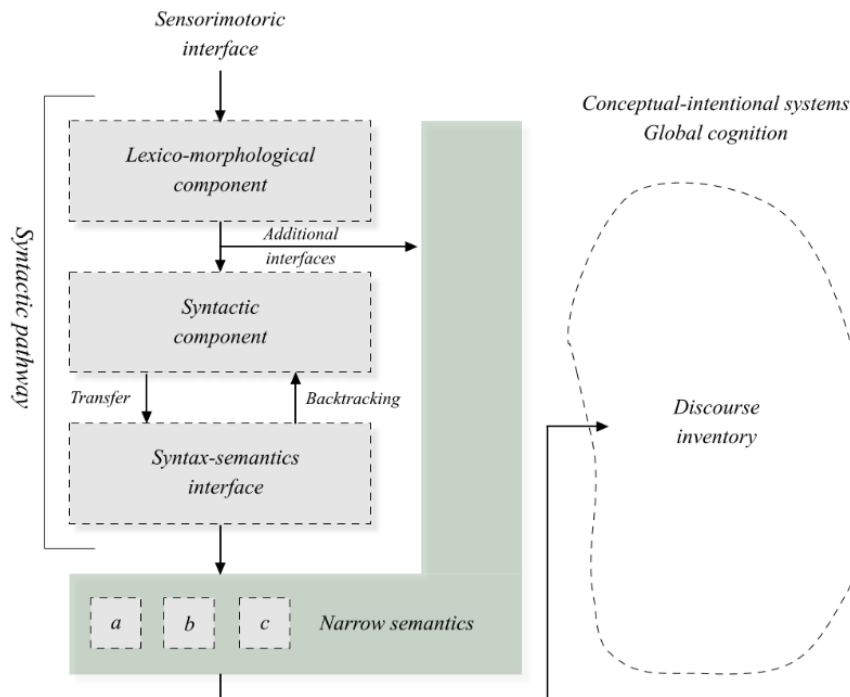 Sensorimotoric
interface
Conceptual-intentional systems
Global cognition
Lexico-morphological
component
Additional
interfaces
Syntactic pathway
Syntactic
component
Transfer
Backtracking
Discourse
inventory
Syntax-semantics
interface
a b c Narrow semantics